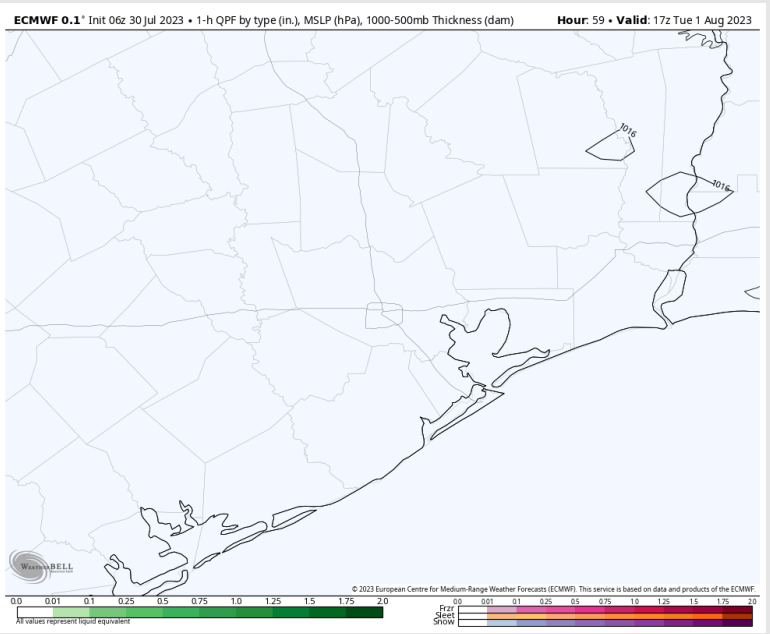 ECMWF 0.1° Init 06z 30 Jul 2023 • 1-h QPF by type (in.), MSLP (hPa), 1000-500mb Thickness (dam) Hour: 59 • Valid: 17z Tue 1 Aug 2023
1016
1016
WEATHERBELL
© 2023 European Centre for Medium-Range Weather Forecasts (ECMWF). This service is based on data and products of the ECMWF.
0.0 0.01 0.1 0.25 0.5 0.75 1.0 1.25 1.5 1.75 2.0
All values represent liquid equivalent
0.0 0.01 0.1 0.25 0.5 0.75 1.0 1.25 1.5 1.75 2.0
Frzr
Sleet
Snow